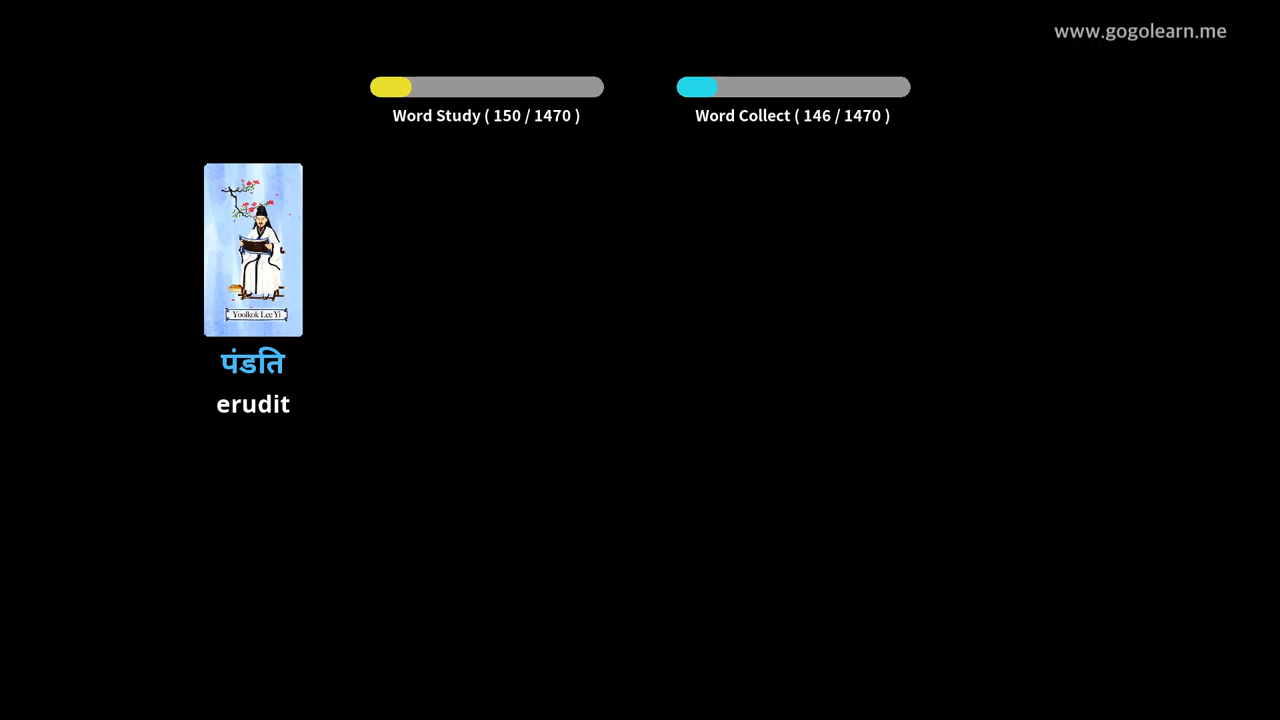 www.gogolearn.me
Word Study ( 150 / 1470 )
Word Collect ( 146 / 1470 )
Yoolkok Lee Yi
पंडति
erudit